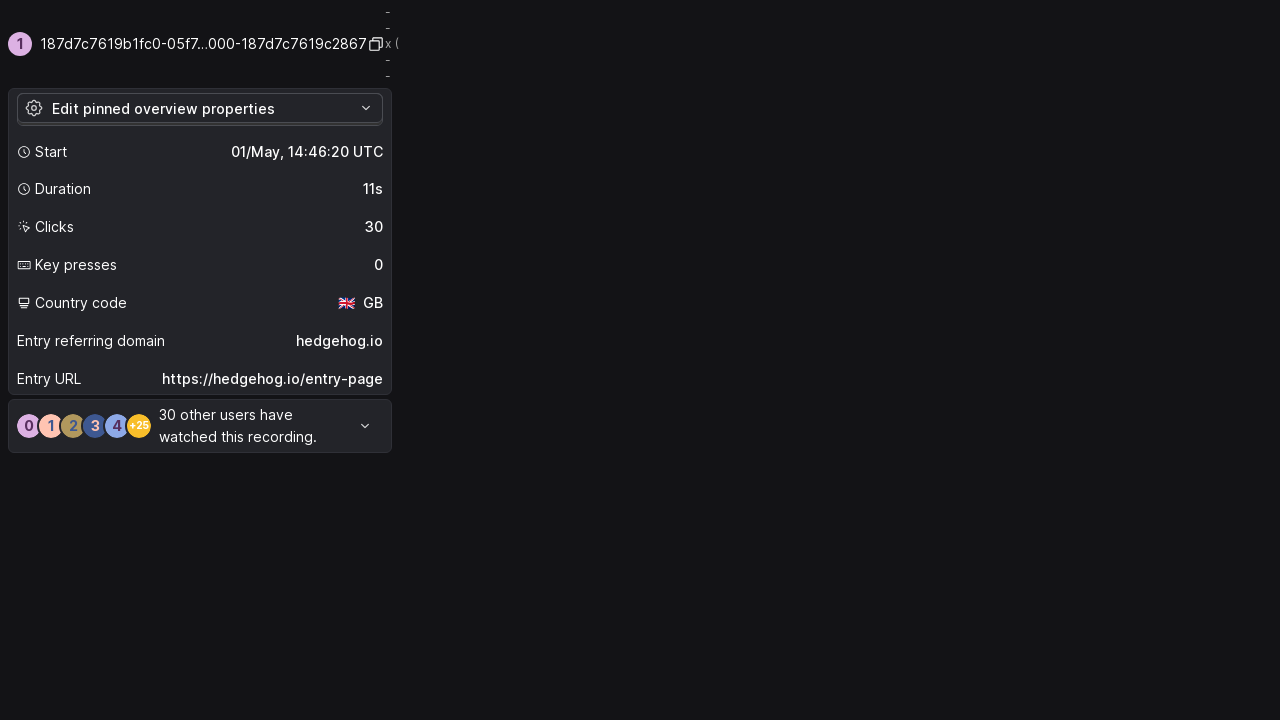 1 187d7c7619b1fc0-05f7…000-187d7c7619c2867
-
-
x (
-
-
Edit pinned overview properties
Start 01/May, 14:46:20 UTC
Duration 11s
Clicks 30
Key presses 0
Country code 🇬🇧 GB
Entry referring domain hedgehog.io
Entry URL https://hedgehog.io/entry-page
0 1 2 3 4 +25
30 other users have
watched this recording.